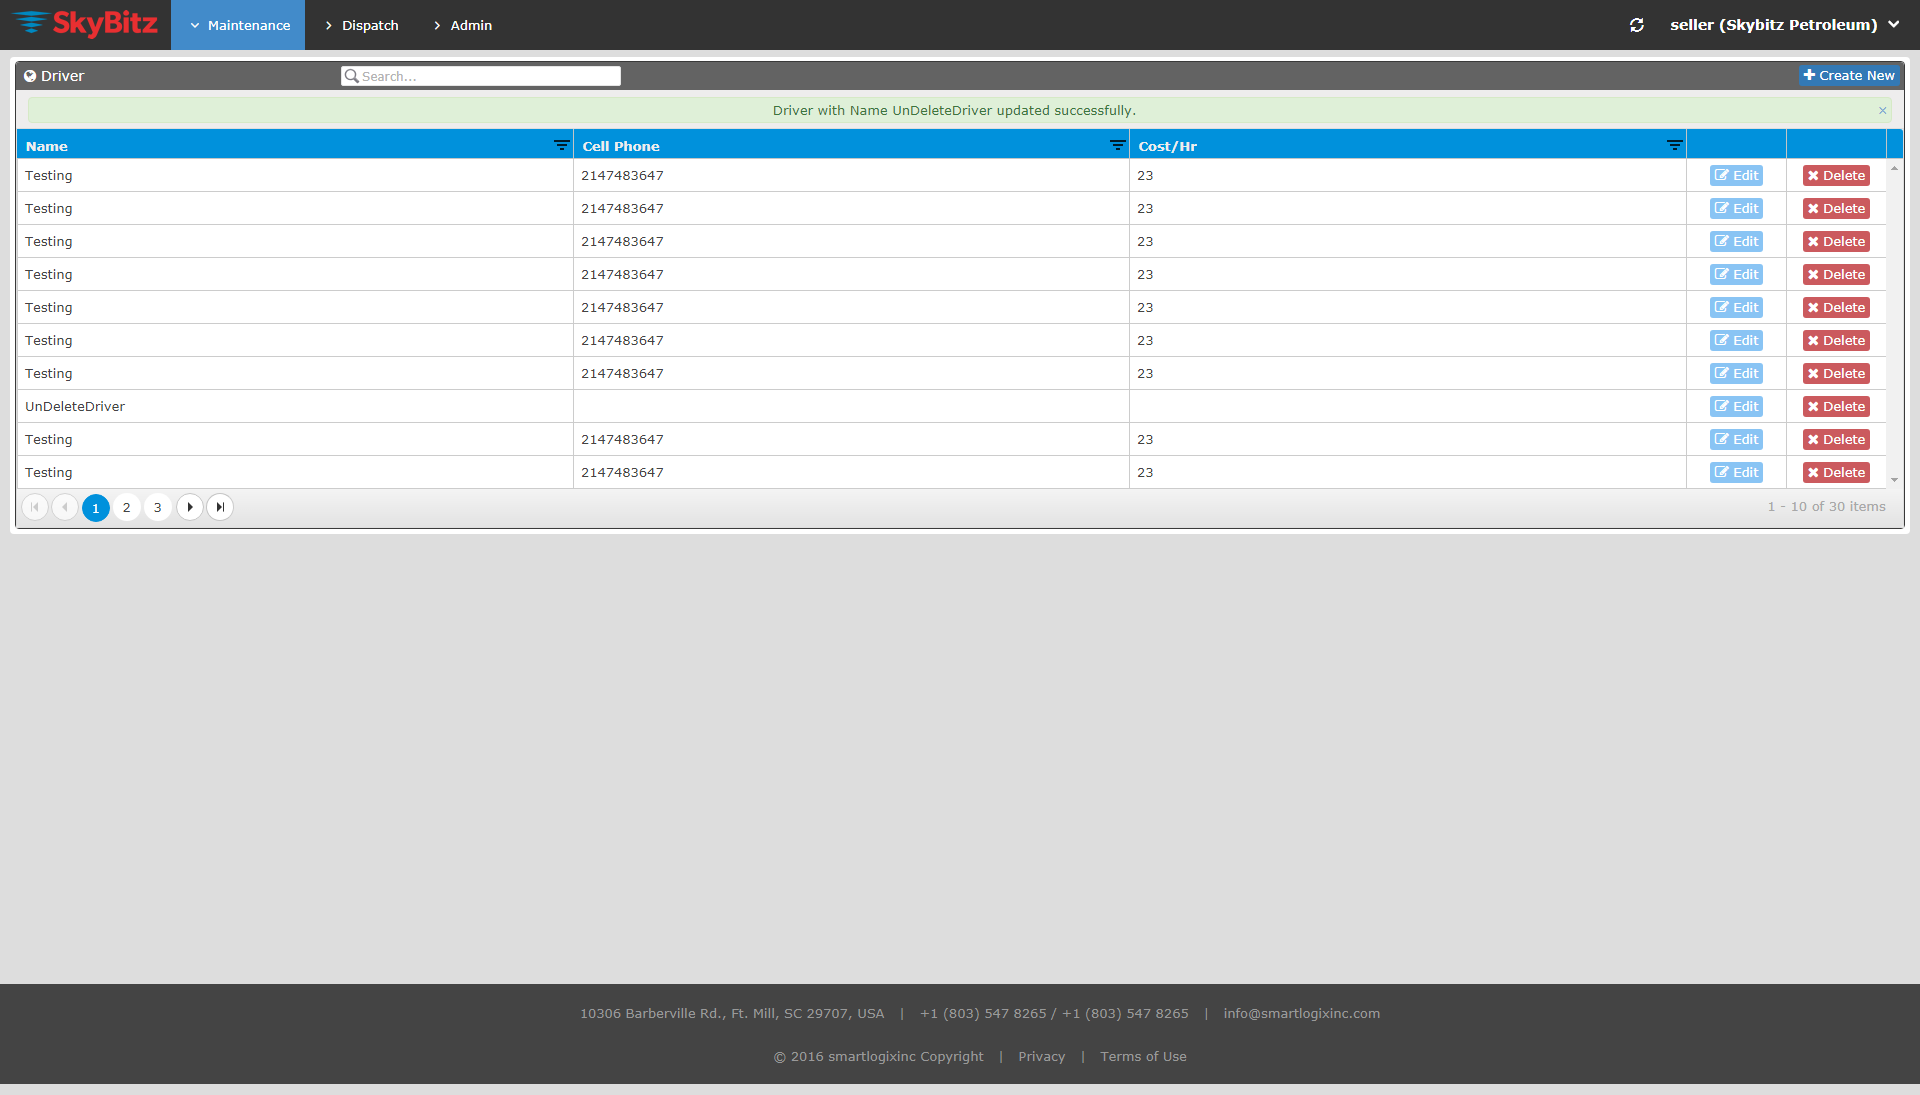 SkyBitz Maintenance Dispatch Admin seller (Skybitz Petroleum)
Driver Search... Create New
Driver with Name UnDeleteDriver updated successfully. ×
Name Cell Phone Cost/Hr
Testing 2147483647 23 Edit Delete
Testing 2147483647 23 Edit Delete
Testing 2147483647 23 Edit Delete
Testing 2147483647 23 Edit Delete
Testing 2147483647 23 Edit Delete
Testing 2147483647 23 Edit Delete
Testing 2147483647 23 Edit Delete
UnDeleteDriver Edit Delete
Testing 2147483647 23 Edit Delete
Testing 2147483647 23 Edit Delete
1 2 3 1 - 10 of 30 items
10306 Barberville Rd., Ft. Mill, SC 29707, USA | +1 (803) 547 8265 / +1 (803) 547 8265 | info@smartlogixinc.com
© 2016 smartlogixinc Copyright | Privacy | Terms of Use